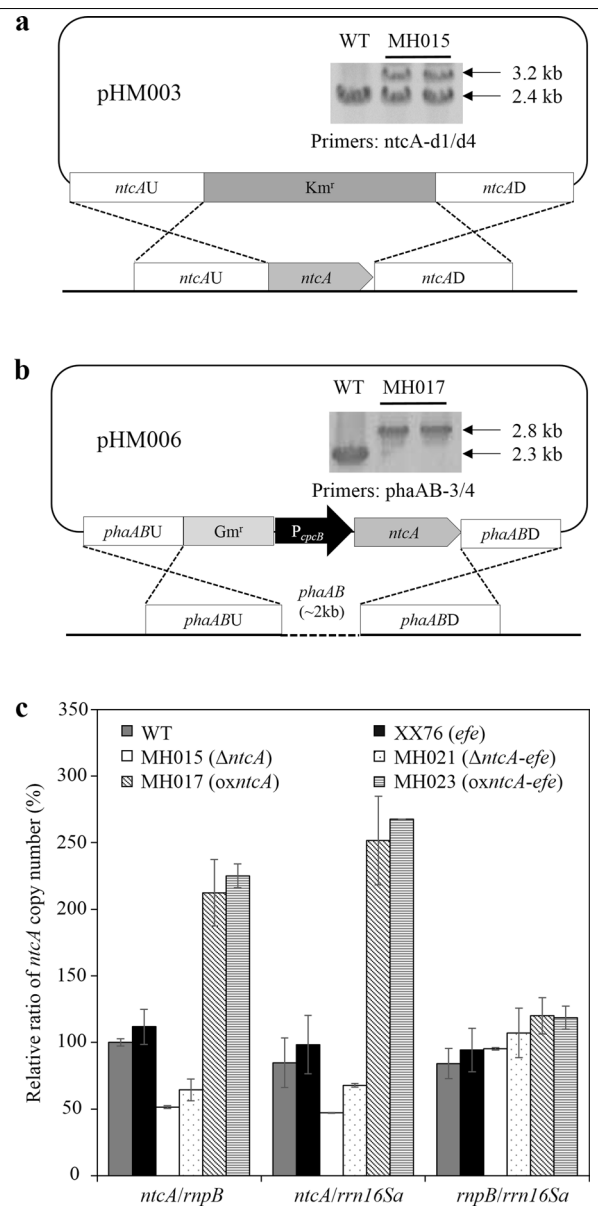 a
WT MH015
pHM003
3.2 kb
2.4 kb
Primers: ntcA-d1/d4
ntcAU Kmʳ ntcAD
ntcAU ntcA ntcAD
b
WT MH017
pHM006
2.8 kb
2.3 kb
Primers: phaAB-3/4
phaABU Gmʳ PcpcB ntcA phaABD
phaAB
(~2kb)
phaABU phaABD
c
Relative ratio of ntcA copy number (%)
350
300
250
200
150
100
50
0
WT XX76 (efe)
MH015 (ΔntcA) MH021 (ΔntcA-efe)
MH017 (oxntcA) MH023 (oxntcA-efe)
ntcA/rnpB ntcA/rrn16Sa rnpB/rrn16Sa